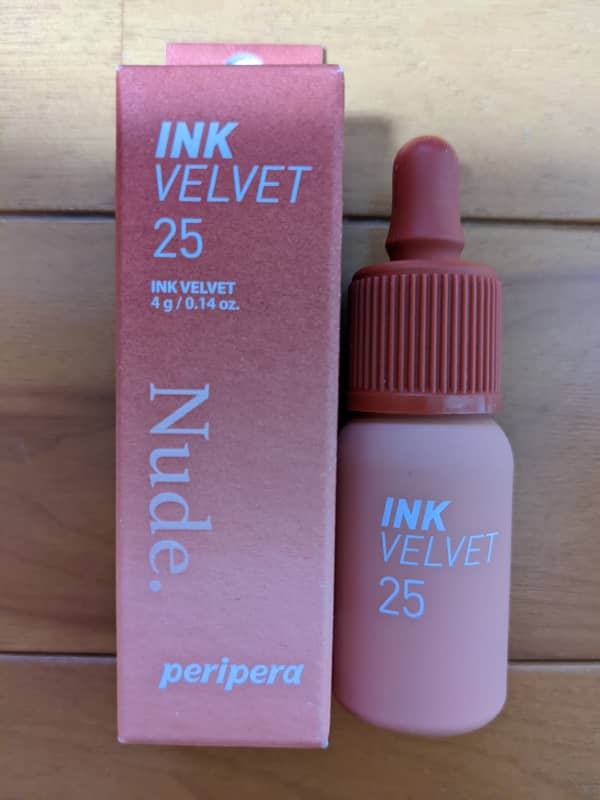 INK
VELVET
25
INK VELVET
4 g / 0.14 oz.
Nude.
peripera
INK
VELVET
25